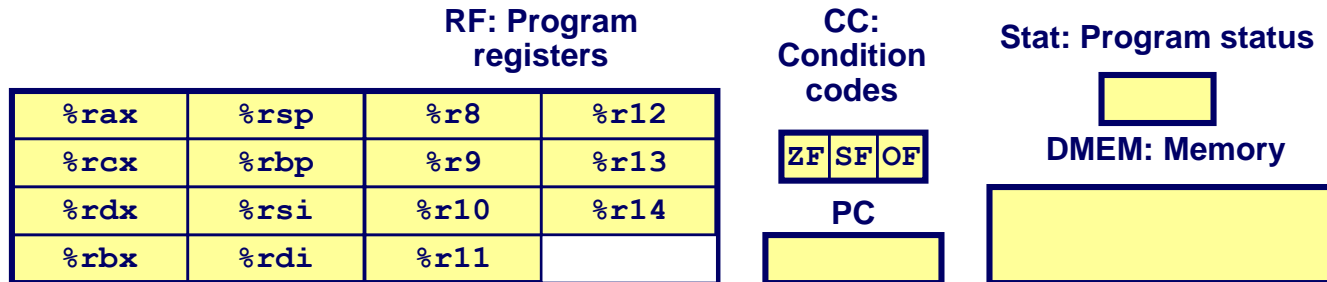 RF: Program
registers
CC:
Condition
codes
Stat: Program status
%rax %rsp %r8 %r12
%rcx %rbp %r9 %r13
%rdx %rsi %r10 %r14
%rbx %rdi %r11
ZF SF OF
PC
DMEM: Memory